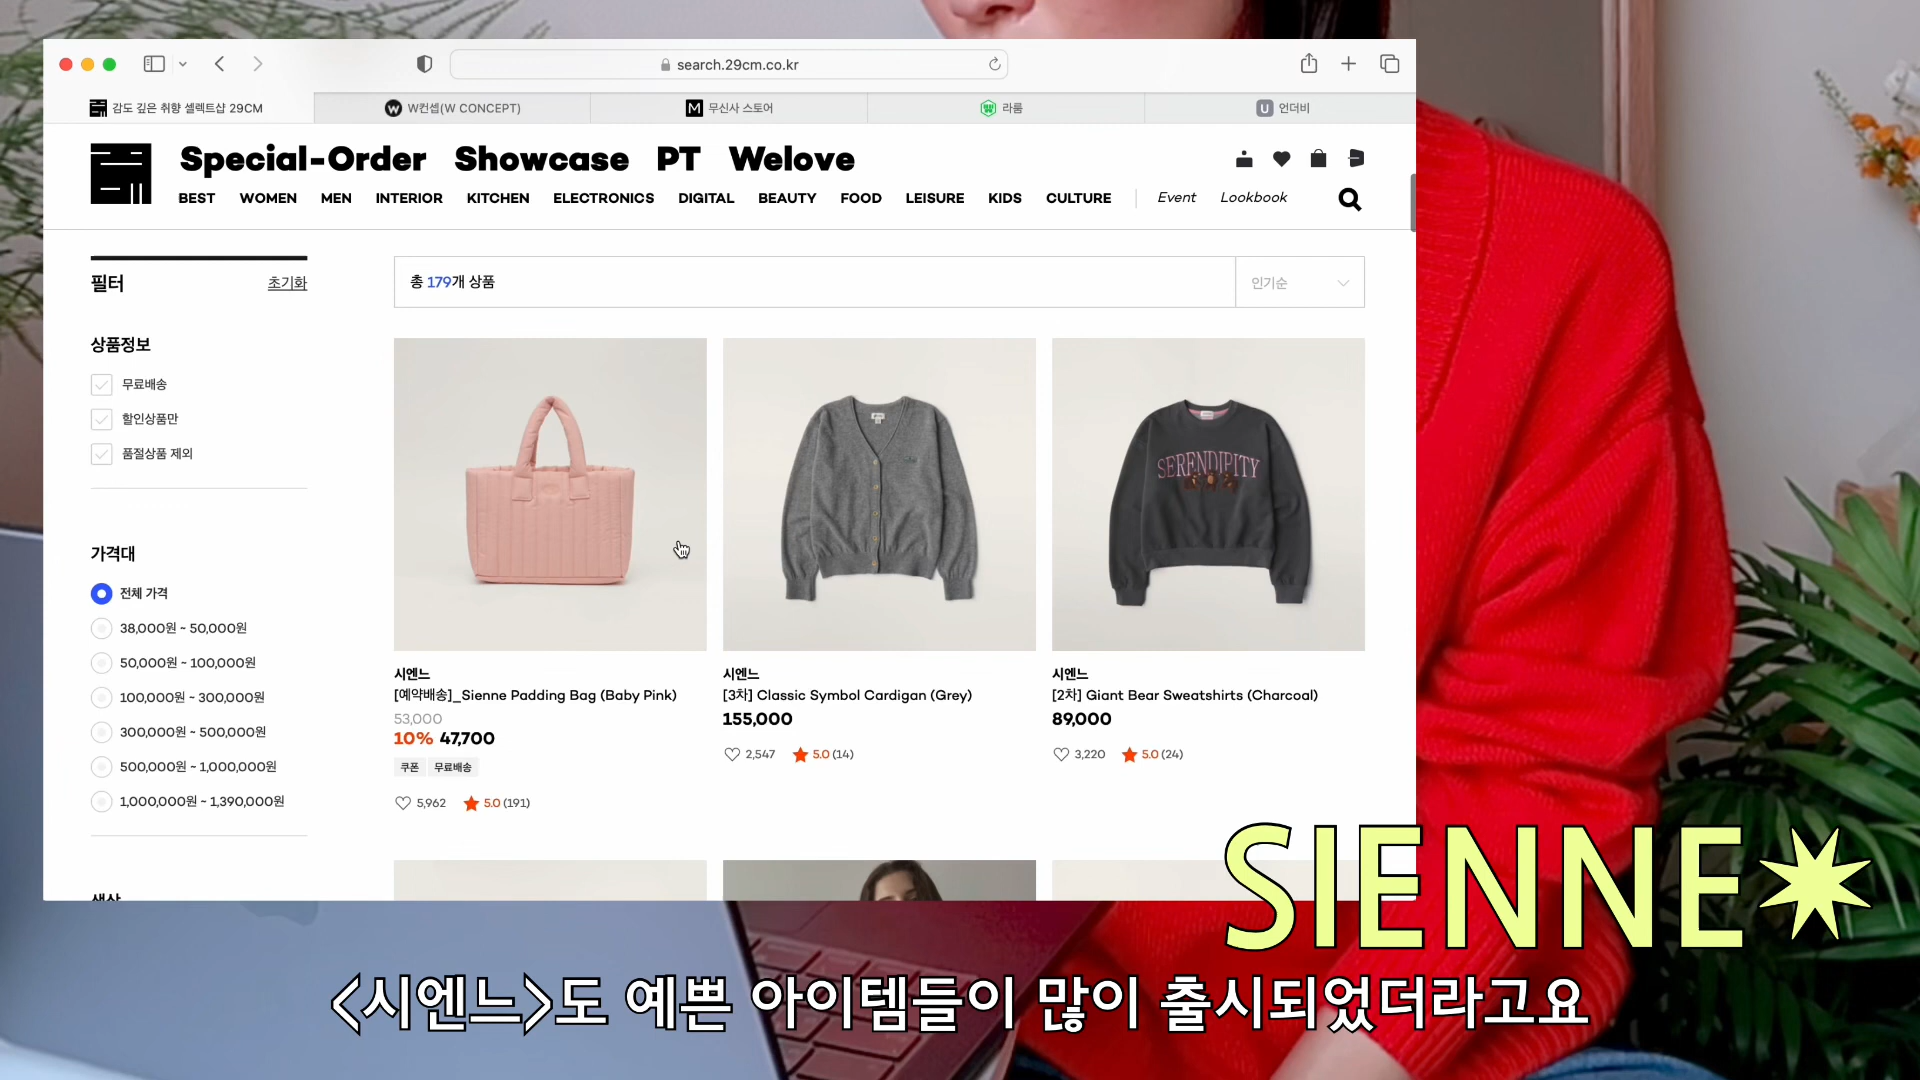 search.29cm.co.kr
감도 깊은 취향 셀렉트샵 29CM
W컨셉(W CONCEPT)
무신사 스토어
라룸
U 언더비
Special-Order Showcase PT Welove
BEST WOMEN MEN INTERIOR KITCHEN ELECTRONICS DIGITAL BEAUTY FOOD LEISURE KIDS CULTURE Event Lookbook
필터 초기화
총 179개 상품
인기순
상품정보
무료배송
할인상품만
품절상품 제외
가격대
전체 가격
38,000원 ~ 50,000원
50,000원 ~ 100,000원
100,000원 ~ 300,000원
300,000원 ~ 500,000원
500,000원 ~ 1,000,000원
1,000,000원 ~ 1,390,000원
시엔느
[예약배송]_Sienne Padding Bag (Baby Pink)
53,000
10% 47,700
쿠폰 무료배송
5,962 5.0 (191)
시엔느
[3차] Classic Symbol Cardigan (Grey)
155,000
2,547 5.0 (14)
SERENDIPITY
시엔느
[2차] Giant Bear Sweatshirts (Charcoal)
89,000
3,220 5.0 (24)
SIENNE
<시엔느>도 예쁜 아이템들이 많이 출시되었더라고요